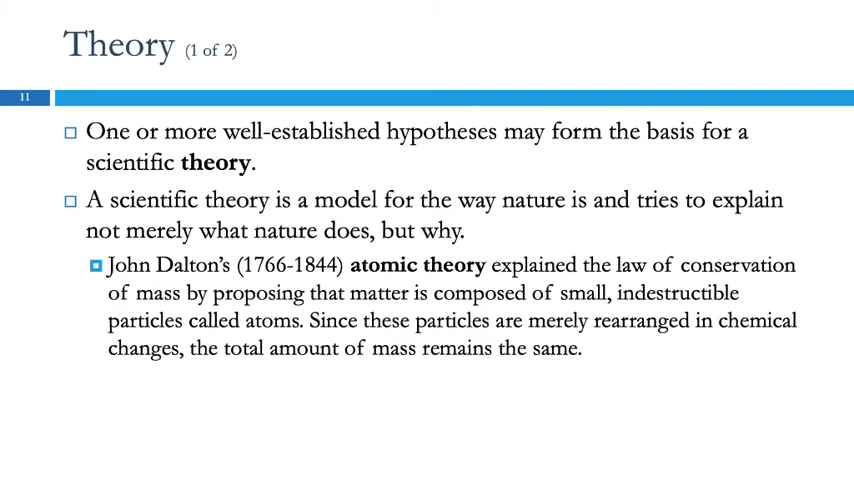 Theory (1 of 2)
11
One or more well-established hypotheses may form the basis for a
scientific theory.
A scientific theory is a model for the way nature is and tries to explain
not merely what nature does, but why.
John Dalton's (1766-1844) atomic theory explained the law of conservation
of mass by proposing that matter is composed of small, indestructible
particles called atoms. Since these particles are merely rearranged in chemical
changes, the total amount of mass remains the same.